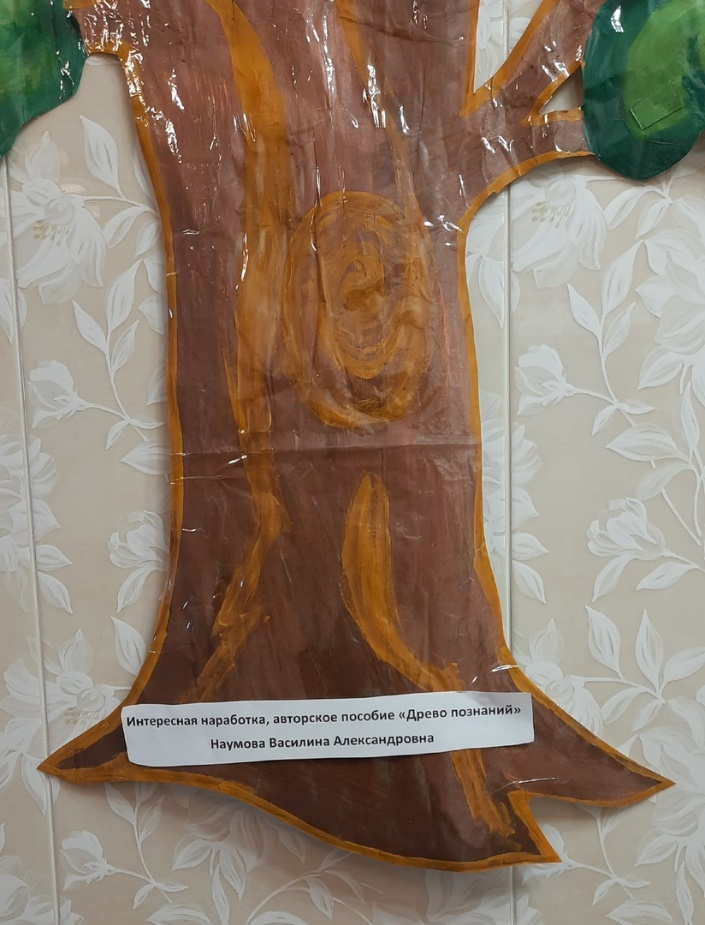 Интересная наработка, авторское пособие «Древо познаний»
Наумова Василина Александровна